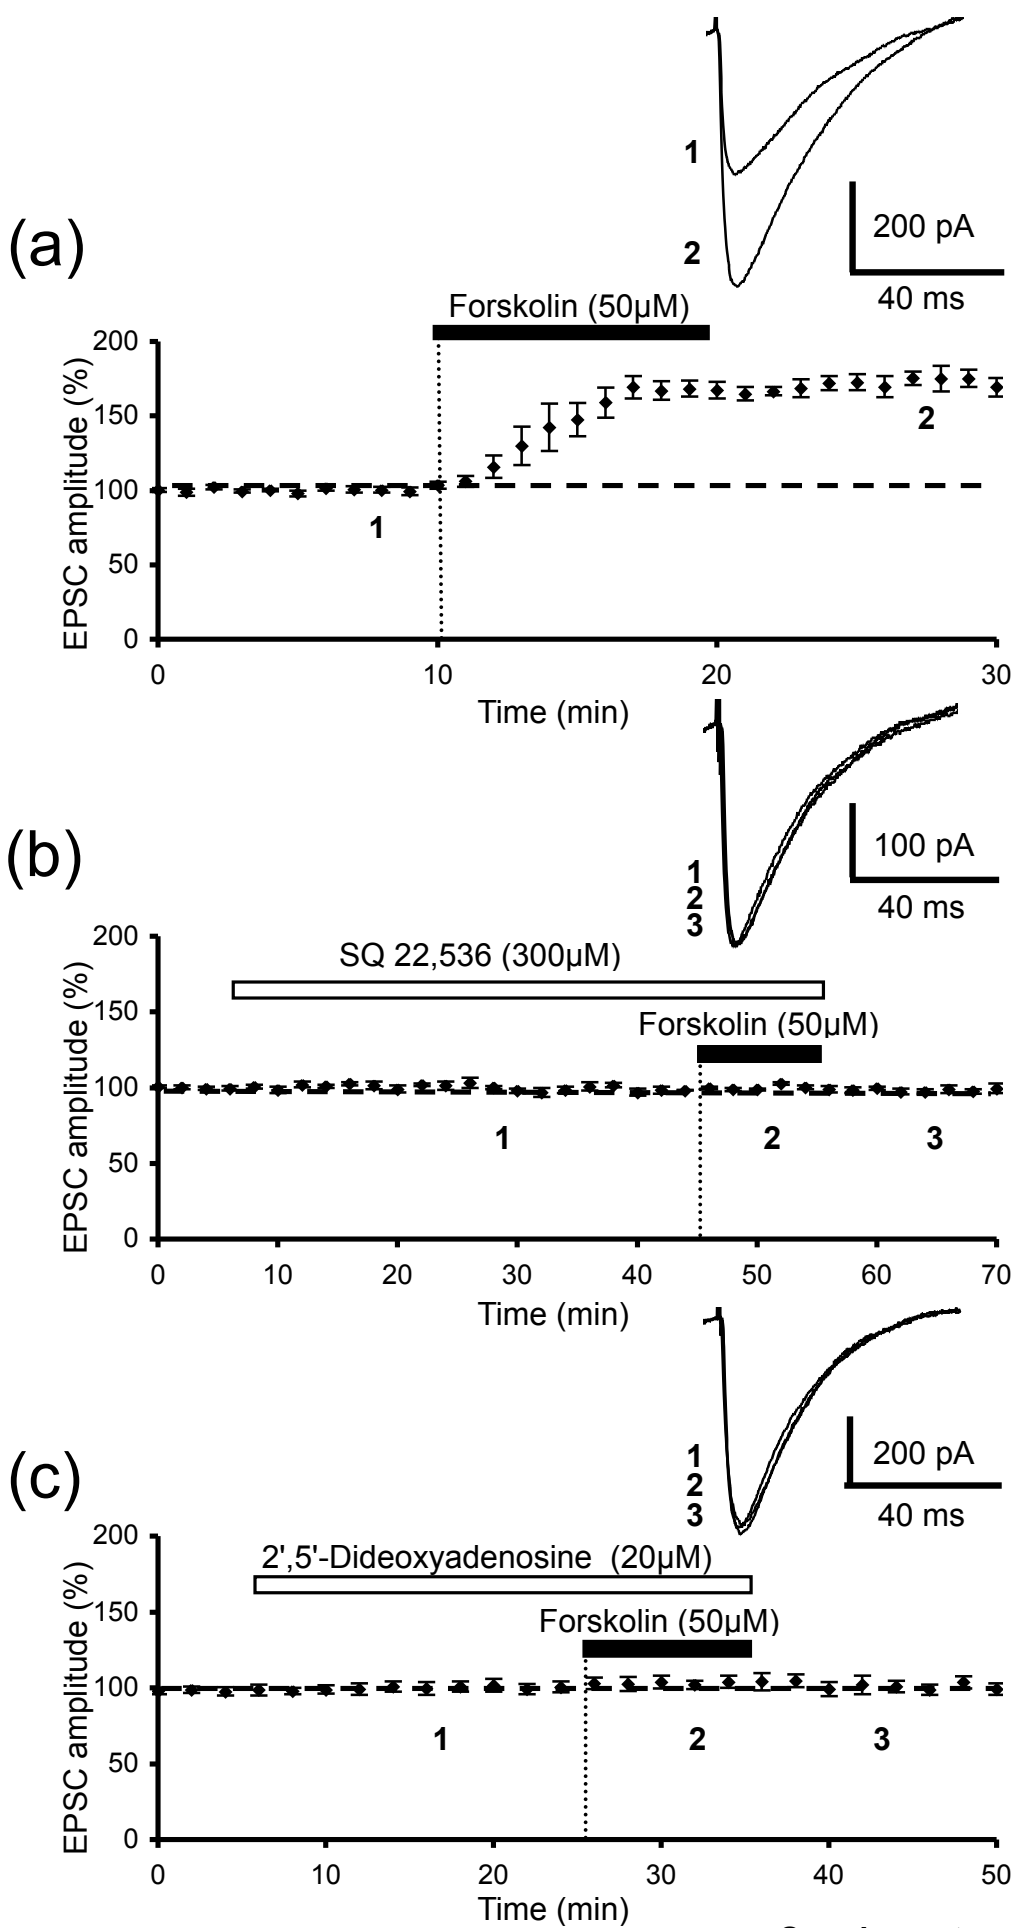 1
2
200 pA
40 ms
(a)
Forskolin (50µM)
EPSC amplitude (%)
200
150
100
50
0
1
2
0 10 20 30
Time (min)
1
2
3
100 pA
40 ms
(b)
SQ 22,536 (300µM)
Forskolin (50µM)
EPSC amplitude (%)
200
150
100
50
0
1 2 3
0 10 20 30 40 50 60 70
Time (min)
1
2
3
200 pA
40 ms
(c)
2',5'-Dideoxyadenosine (20µM)
Forskolin (50µM)
EPSC amplitude (%)
200
150
100
50
0
1 2 3
0 10 20 30 40 50
Time (min)